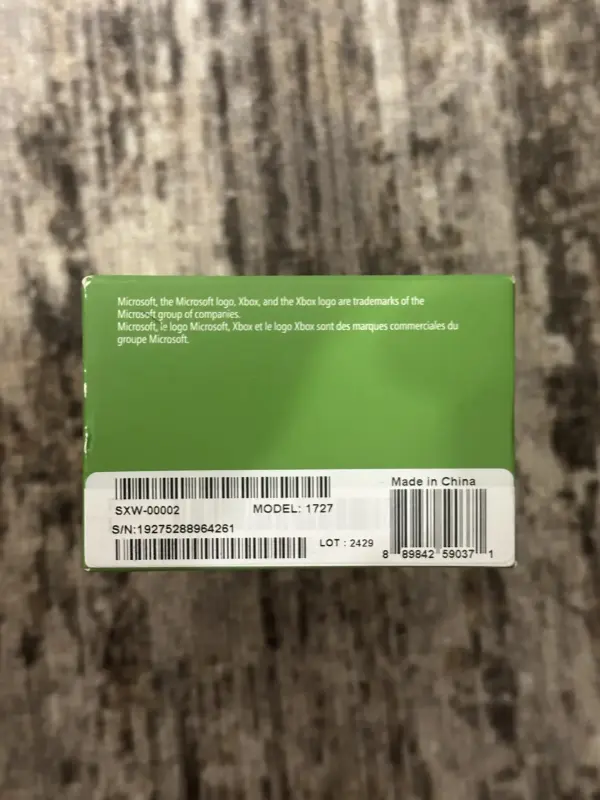 Microsoft, the Microsoft logo, Xbox, and the Xbox logo are trademarks of the
Microsoft group of companies.
Microsoft, le logo Microsoft, Xbox et le logo Xbox sont des marques commerciales du
groupe Microsoft.
Made in China
SXW-00002 MODEL: 1727
S/N:19275288964261
LOT : 2429
8 89842 59037 1